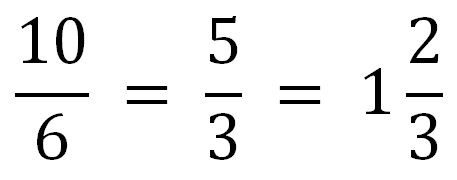 10/6 = 5/3 = 1 2/3